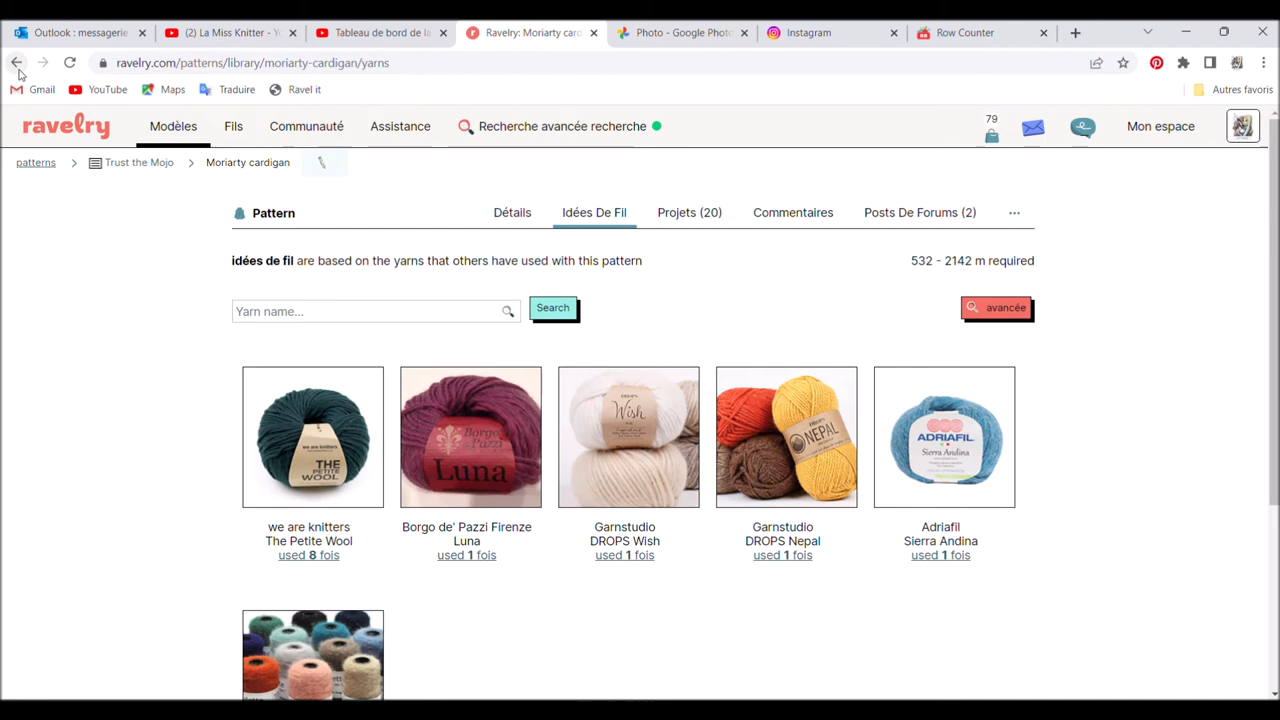 Outlook : messagerie
(2) La Miss Knitter - Yo
Tableau de bord de la
Ravelry: Moriarty card
Photo - Google Photo
Instagram
Row Counter
ravelry.com/patterns/library/moriarty-cardigan/yarns
Gmail
YouTube
Maps
Traduire
Ravel it
Autres favoris
ravelry
Modèles
Fils
Communauté
Assistance
Recherche avancée recherche
79
Mon espace
patterns
Trust the Mojo
Moriarty cardigan
Pattern
Détails
Idées De Fil
Projets (20)
Commentaires
Posts De Forums (2)
idées de fil are based on the yarns that others have used with this pattern
532 - 2142 m required
Yarn name...
Search
avancée
we are knitters
THE
PETITE
WOOL
Borgo de'
Pazzi
Luna
DROPS
Wish
DROPS
NEPAL
ADRIAFIL
Sierra Andina
we are knitters
The Petite Wool
used 8 fois
Borgo de' Pazzi Firenze
Luna
used 1 fois
Garnstudio
DROPS Wish
used 1 fois
Garnstudio
DROPS Nepal
used 1 fois
Adriafil
Sierra Andina
used 1 fois